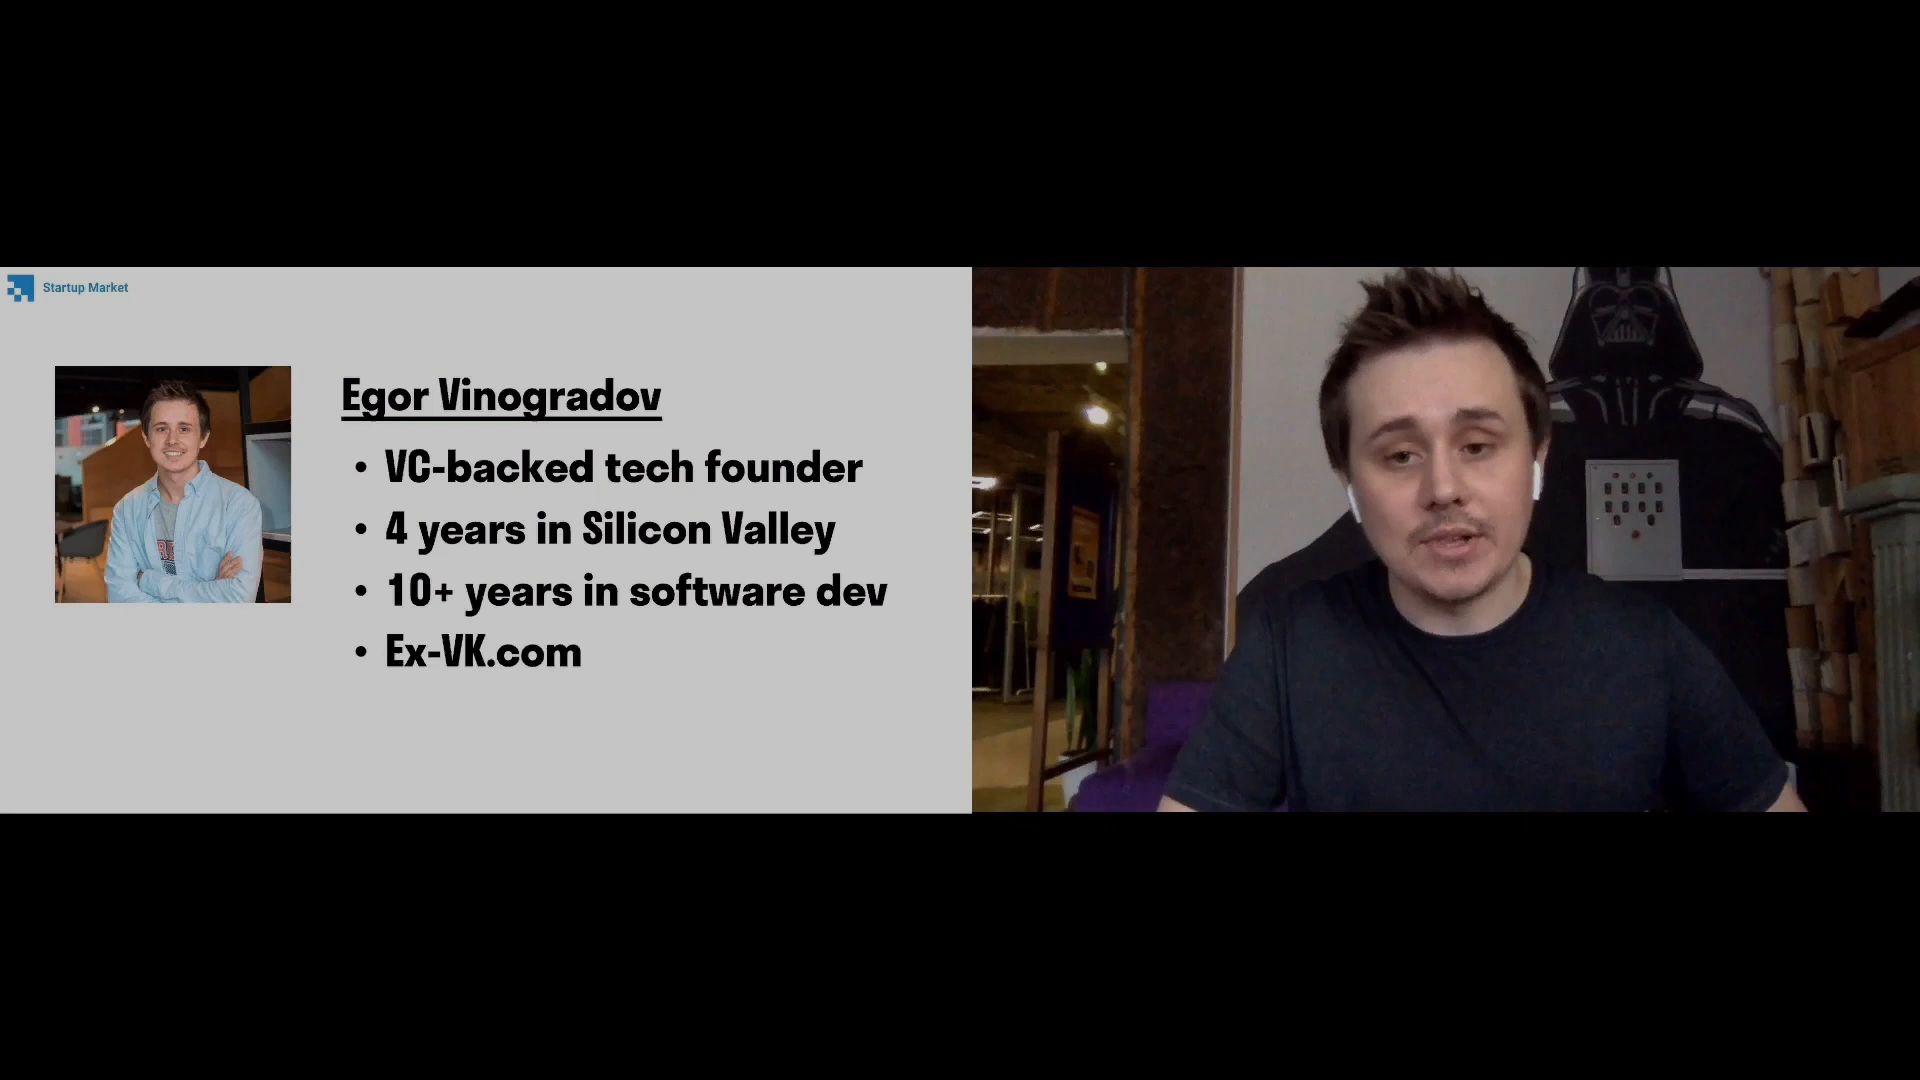 Startup Market
Egor Vinogradov
• VC-backed tech founder
• 4 years in Silicon Valley
• 10+ years in software dev
• Ex-VK.com